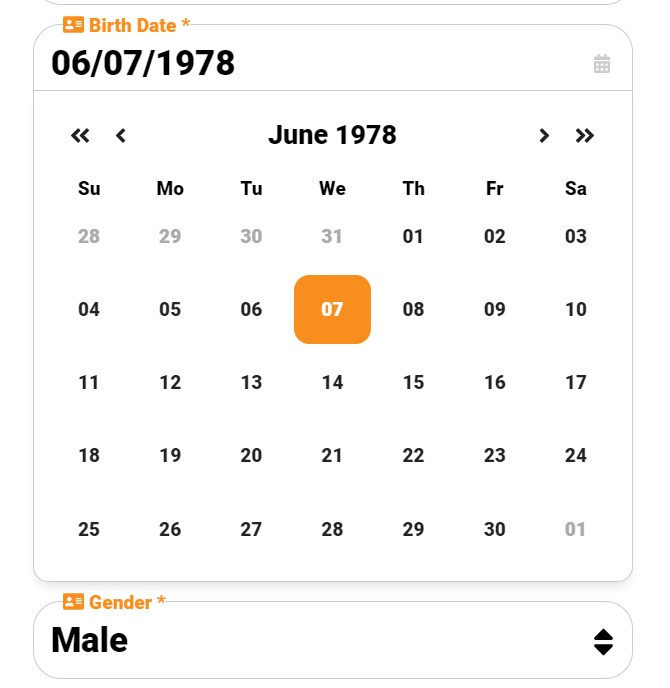 Birth Date *
06/07/1978
June 1978
Su Mo Tu We Th Fr Sa
28 29 30 31 01 02 03
04 05 06 07 08 09 10
11 12 13 14 15 16 17
18 19 20 21 22 23 24
25 26 27 28 29 30 01
Gender *
Male